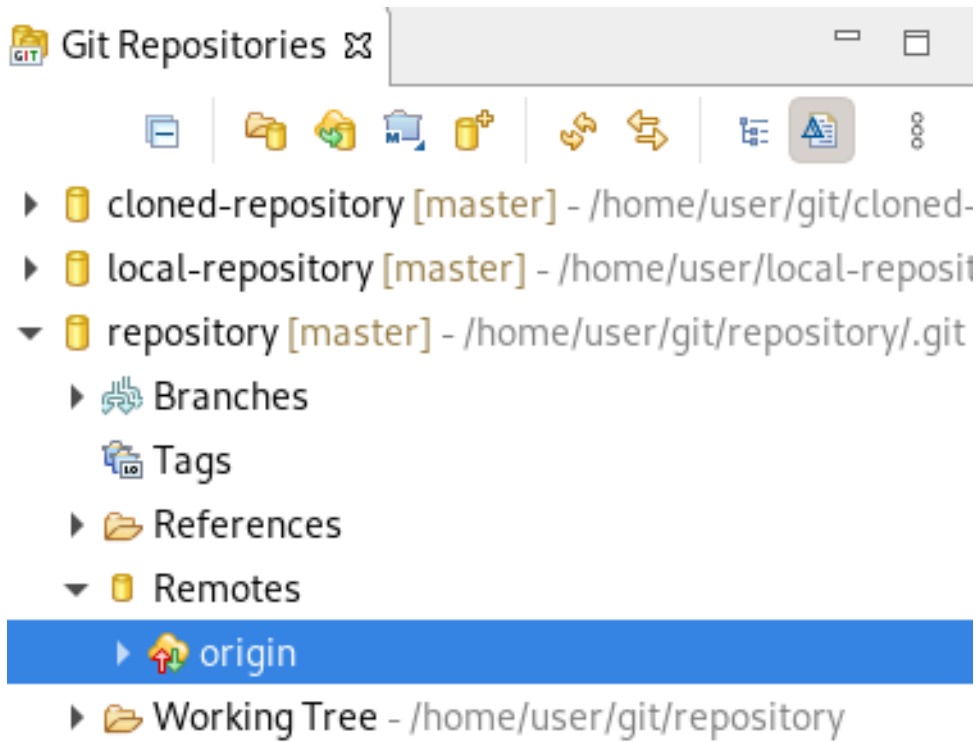 Git Repositories
cloned-repository [master] - /home/user/git/cloned-
local-repository [master] - /home/user/local-reposit
repository [master] - /home/user/git/repository/.git
Branches
Tags
References
Remotes
origin
Working Tree - /home/user/git/repository